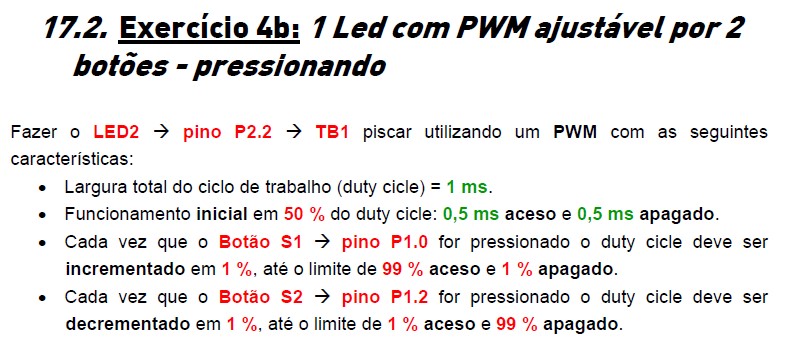 17.2. Exercício 4b: 1 Led com PWM ajustável por 2
botões - pressionando
Fazer o LED2 → pino P2.2 → TB1 piscar utilizando um PWM com as seguintes
características:
• Largura total do ciclo de trabalho (duty cicle) = 1 ms.
• Funcionamento inicial em 50 % do duty cicle: 0,5 ms aceso e 0,5 ms apagado.
• Cada vez que o Botão S1 → pino P1.0 for pressionado o duty cicle deve ser
incrementado em 1 %, até o limite de 99 % aceso e 1 % apagado.
• Cada vez que o Botão S2 → pino P1.2 for pressionado o duty cicle deve ser
decrementado em 1 %, até o limite de 1 % aceso e 99 % apagado.